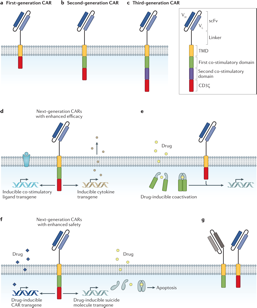 a First-generation CAR
b Second-generation CAR
c Third-generation CAR
VH
VL
scFv
Linker
TMD
First co-stimulatory domain
Second co-stimulatory domain
CD3ζ
d
Next-generation CARs
with enhanced efficacy
e
Drug
Inducible co-stimulatory
ligand transgene
Inducible cytokine
transgene
Drug-inducible coactivation
f
Next-generation CARs
with enhanced safety
g
Drug
Drug
Apoptosis
Drug-inducible
CAR transgene
Drug-inducible suicide
molecule transgene